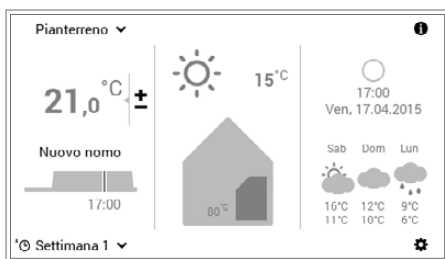 Pianterreno
21,0 °C ±
15°C
17:00
Ven, 17.04.2015
Nuovo nomo
17:00
80°C
Sab Dom Lun
16°C 12°C 9°C
11°C 10°C 6°C
Settimana 1